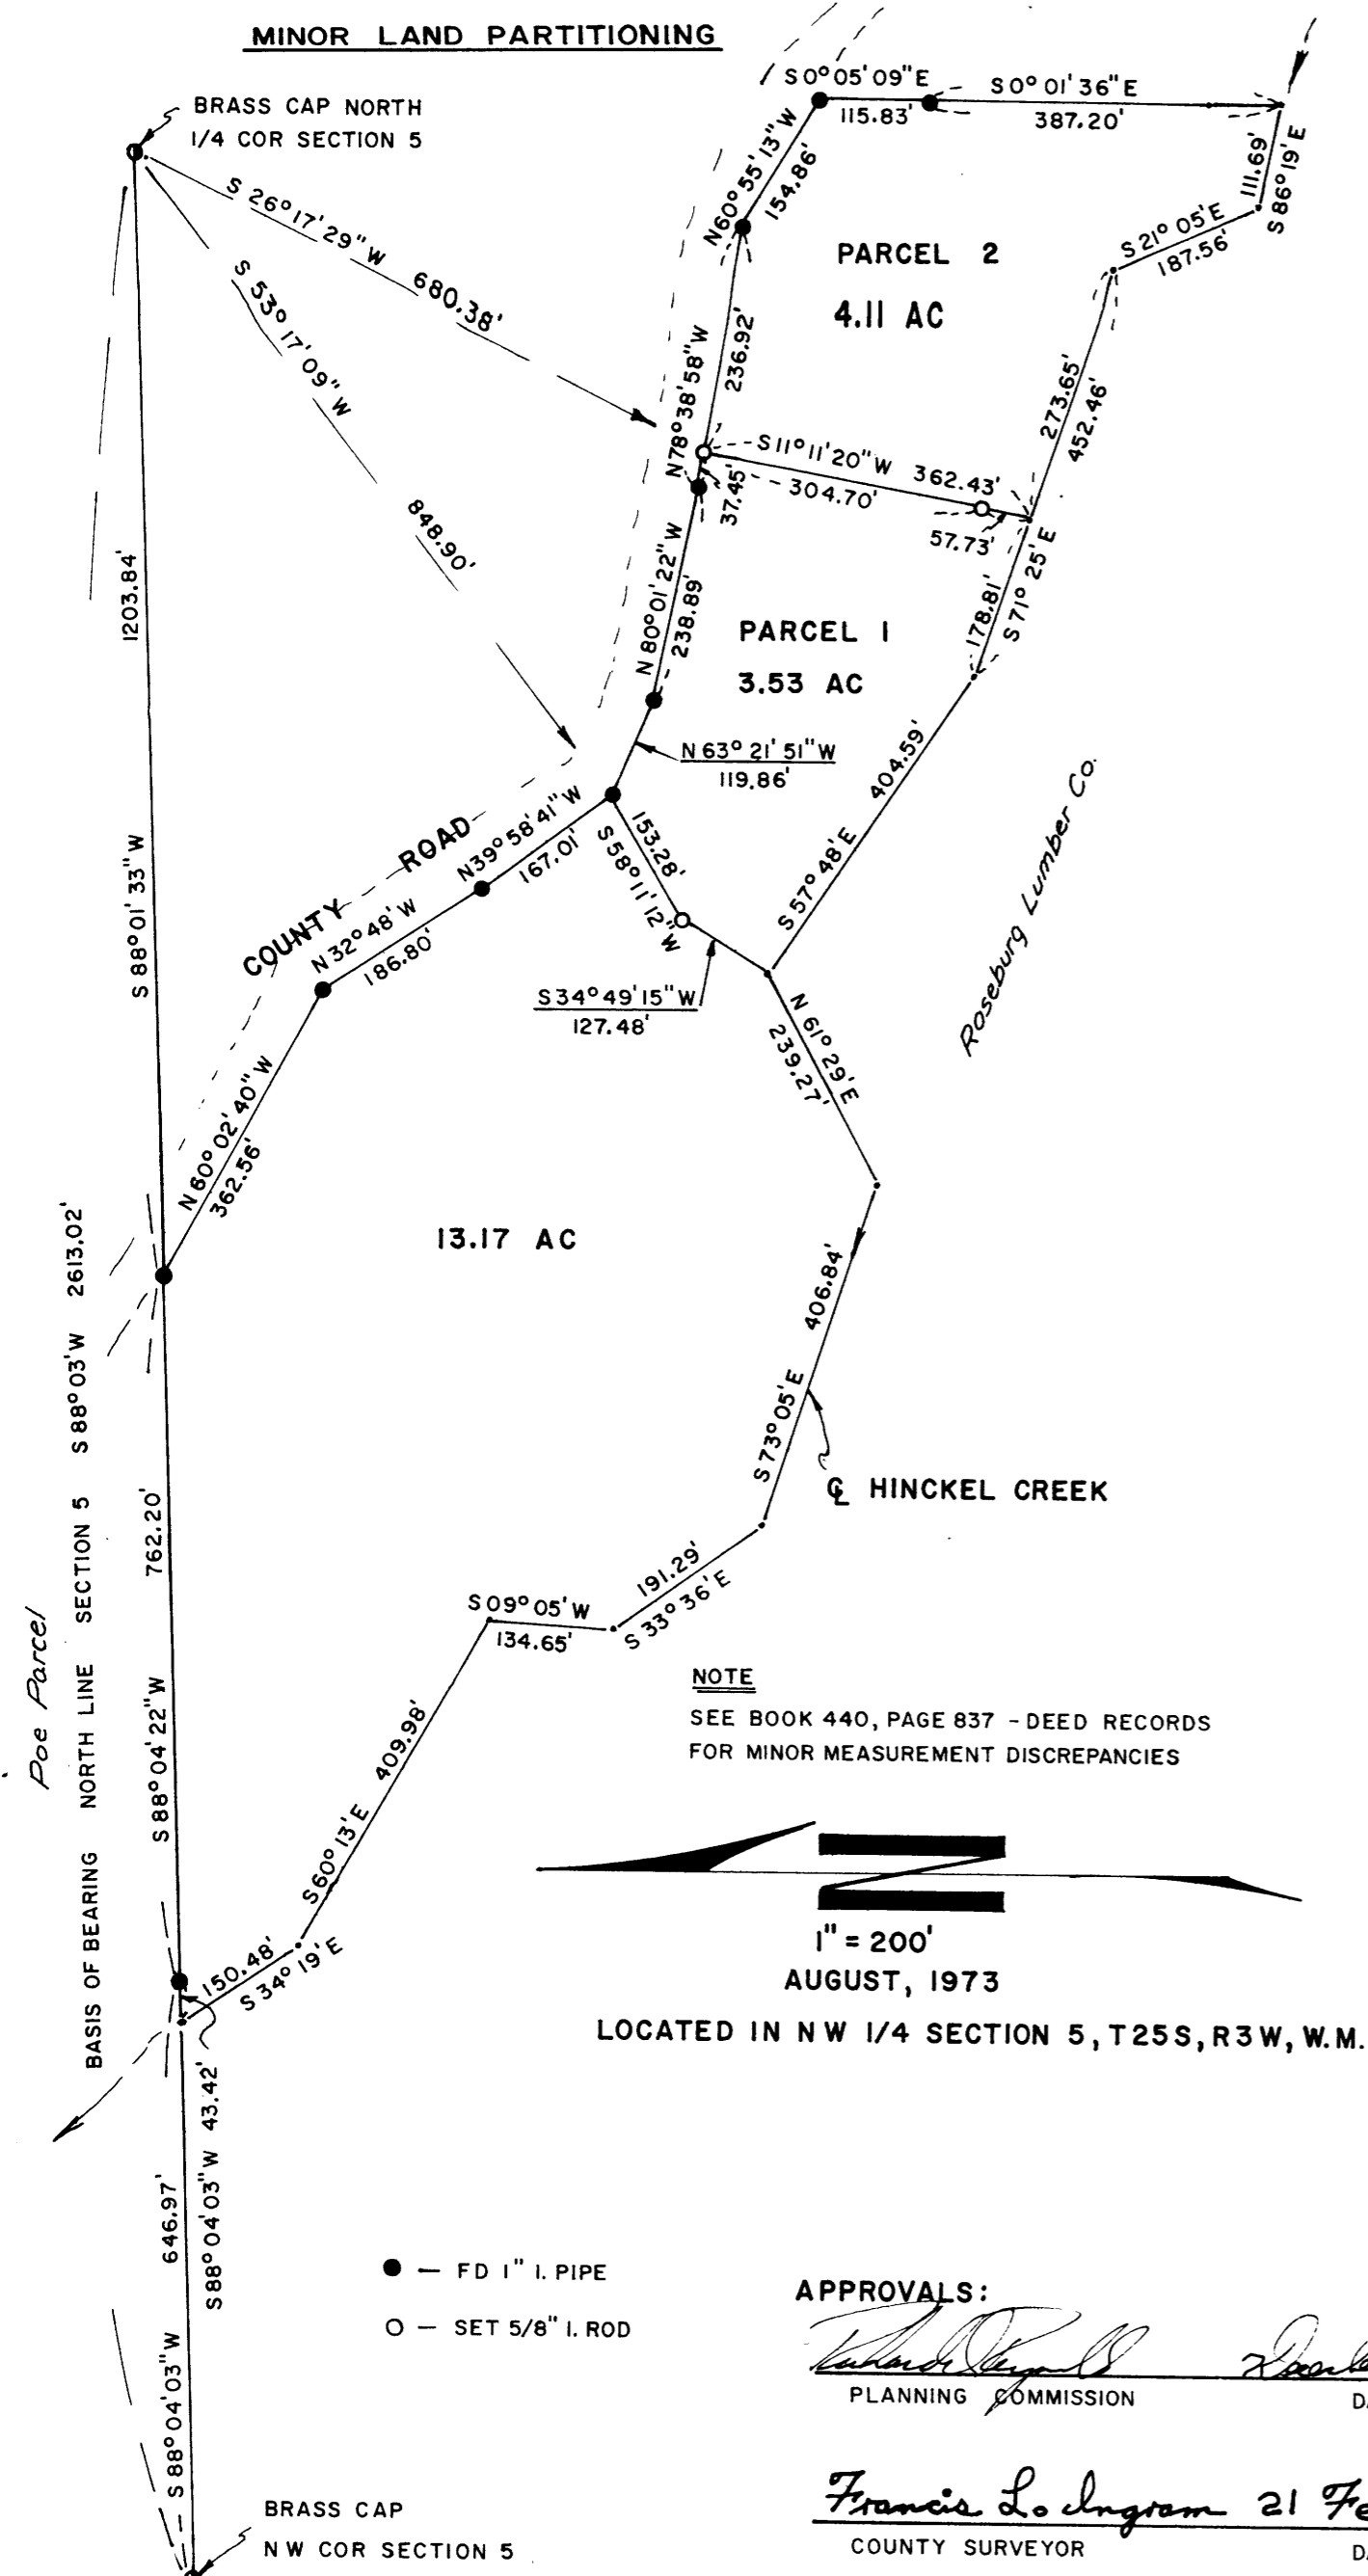 MINOR LAND PARTITIONING
BRASS CAP NORTH
1/4 COR SECTION 5
S 0° 05' 09" E
115.83'
S 0° 01' 36" E
387.20'
111.69'
S 86° 19' E
S 21° 05' E
187.56'
N 60° 55' 13" W
154.86'
PARCEL 2
4.11 AC
S 26° 17' 29" W 680.38'
S 53° 17' 09" W 848.90'
N 78° 38' 58" W
236.92'
37.45'
273.65'
452.46'
S 11° 11' 20" W 362.43'
304.70'
57.73'
178.81'
S 71° 25' E
N 80° 01' 22" W
238.89'
PARCEL 1
3.53 AC
N 63° 21' 51" W
119.86'
404.59'
S 57° 48' E
Roseburg Lumber Co.
1203.84'
S 88° 01' 33" W
COUNTY ROAD
N 39° 58' 41" W
167.01'
N 32° 48' W
186.80'
153.28'
S 58° 11' 12" W
S 34° 49' 15" W
127.48'
N 61° 29' E
239.27'
N 60° 02' 40" W
362.56'
13.17 AC
406.84'
S 73° 05' E
℄ HINCKEL CREEK
191.29'
S 33° 36' E
S 09° 05' W
134.65'
409.98'
S 60° 13' E
150.48'
S 34° 19' E
762.20'
S 88° 04' 22" W
BASIS OF BEARING NORTH LINE SECTION 5 S 88° 03' W 2613.02'
Poe Parcel
NOTE
SEE BOOK 440, PAGE 837 - DEED RECORDS
FOR MINOR MEASUREMENT DISCREPANCIES
N
1" = 200'
AUGUST, 1973
LOCATED IN NW 1/4 SECTION 5, T25S, R3W, W.M.
S 88° 04' 03" W 43.42'
646.97'
S 88° 04' 03" W
● — FD 1" I. PIPE
○ — SET 5/8" I. ROD
APPROVALS:
PLANNING COMMISSION
Francis L. Ingram 21 Fe
COUNTY SURVEYOR
BRASS CAP
NW COR SECTION 5